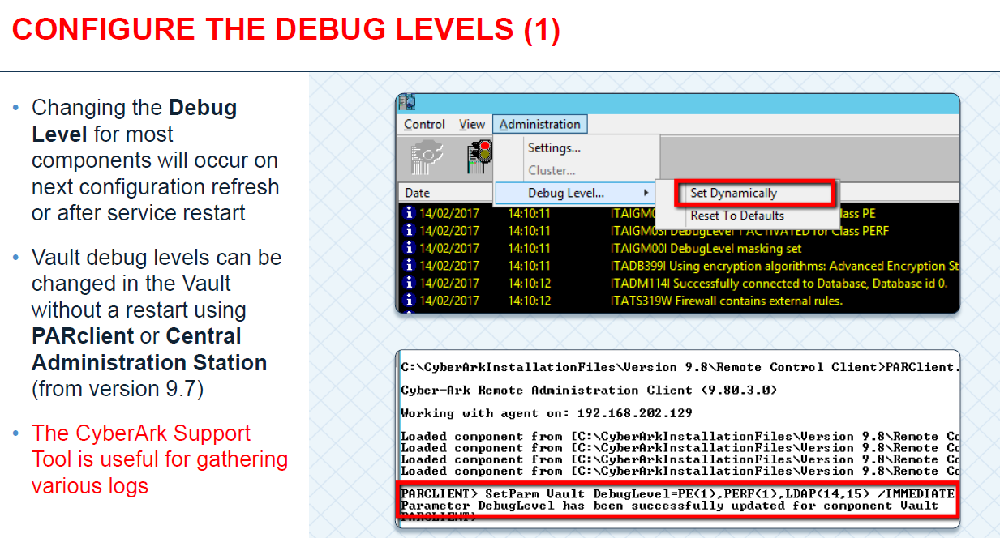 CONFIGURE THE DEBUG LEVELS (1)
• Changing the Debug
Level for most
components will occur on
next configuration refresh
or after service restart
• Vault debug levels can be
changed in the Vault
without a restart using
PARclient or Central
Administration Station
(from version 9.7)
• The CyberArk Support
Tool is useful for gathering
various logs
Control View Administration
Settings...
Cluster...
Debug Level...
Set Dynamically
Reset To Defaults
Date
14/02/2017 14:10:11 lass PE
14/02/2017 14:10:11 DebugLevel 1 ACTIVATED for Class PERF
14/02/2017 14:10:11 ITAIGM00I DebugLevel masking set
14/02/2017 14:10:11 ITADB399I Using encryption algorithms: Advanced Encryption St
14/02/2017 14:10:12 ITADM114I Successfully connected to Database, Database id 0.
14/02/2017 14:10:12 ITATS319W Firewall contains external rules.
C:\CyberArkInstallationFiles\Version 9.8\Remote Control Client>PARClient.
Cyber-Ark Remote Administration Client (9.80.3.0)
Working with agent on: 192.168.202.129
Loaded component from [C:\CyberArkInstallationFiles\Version 9.8\Remote Co
Loaded component from [C:\CyberArkInstallationFiles\Version 9.8\Remote Co
Loaded component from [C:\CyberArkInstallationFiles\Version 9.8\Remote Co
Loaded component from [C:\CyberArkInstallationFiles\Version 9.8\Remote Co
PARCLIENT> SetParm Vault DebugLevel=PE(1),PERF(1),LDAP(14,15) /IMMEDIATE
Parameter DebugLevel has been successfully updated for component Vault
PARCLIENT>